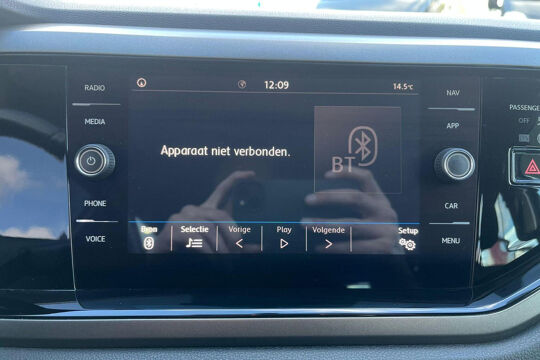 RADIO
MEDIA
PHONE
VOICE
12:09
14.5°C
Apparaat niet verbonden.
BT
Bron
Selectie
Vorige
Play
Volgende
Setup
NAV
APP
CAR
MENU
PASSENGER
OFF